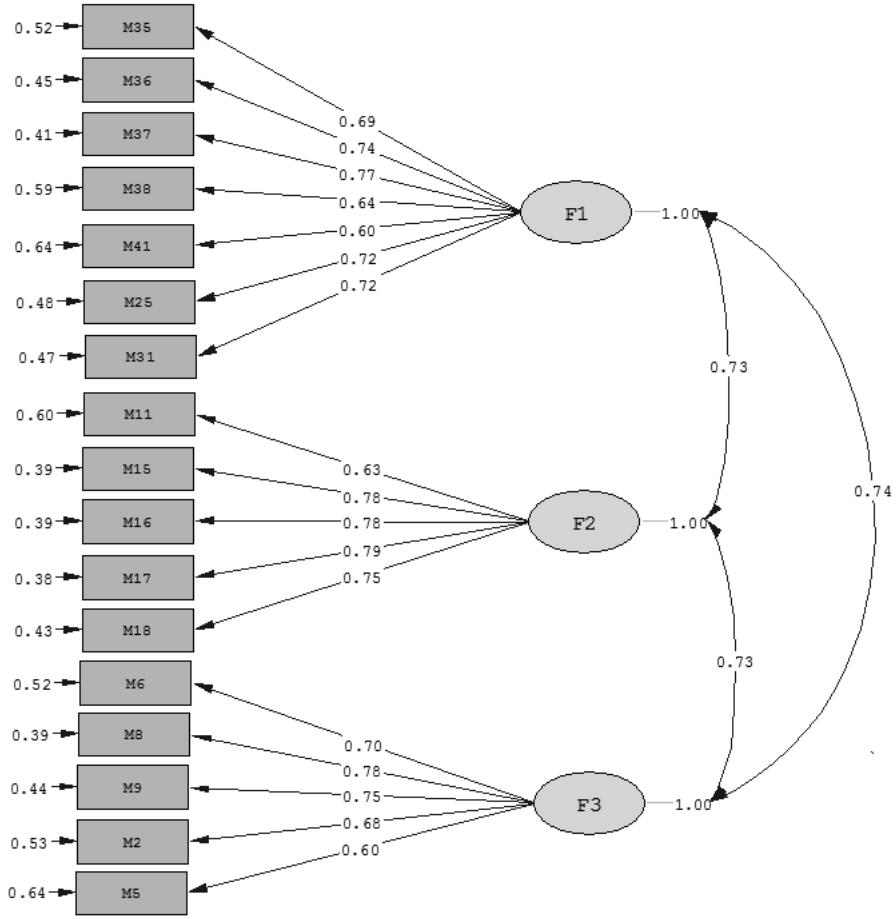 0.52 M35
0.45 M36
0.41 M37
0.59 M38
0.64 M41
0.48 M25
0.47 M31
0.60 M11
0.39 M15
0.39 M16
0.38 M17
0.43 M18
0.52 M6
0.39 M8
0.44 M9
0.53 M2
0.64 M5
0.69
0.74
0.77
0.64
0.60
0.72
0.72
F1 1.00
0.63
0.78
0.78
0.79
0.75
F2 1.00
0.70
0.78
0.75
0.68
0.60
F3 1.00
0.73
0.74
0.73